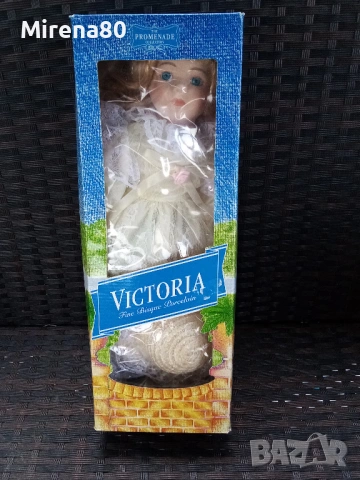 Mirena80
PROMENADE
VICTORIA
Fine Bisque Porcelain
BAZAR